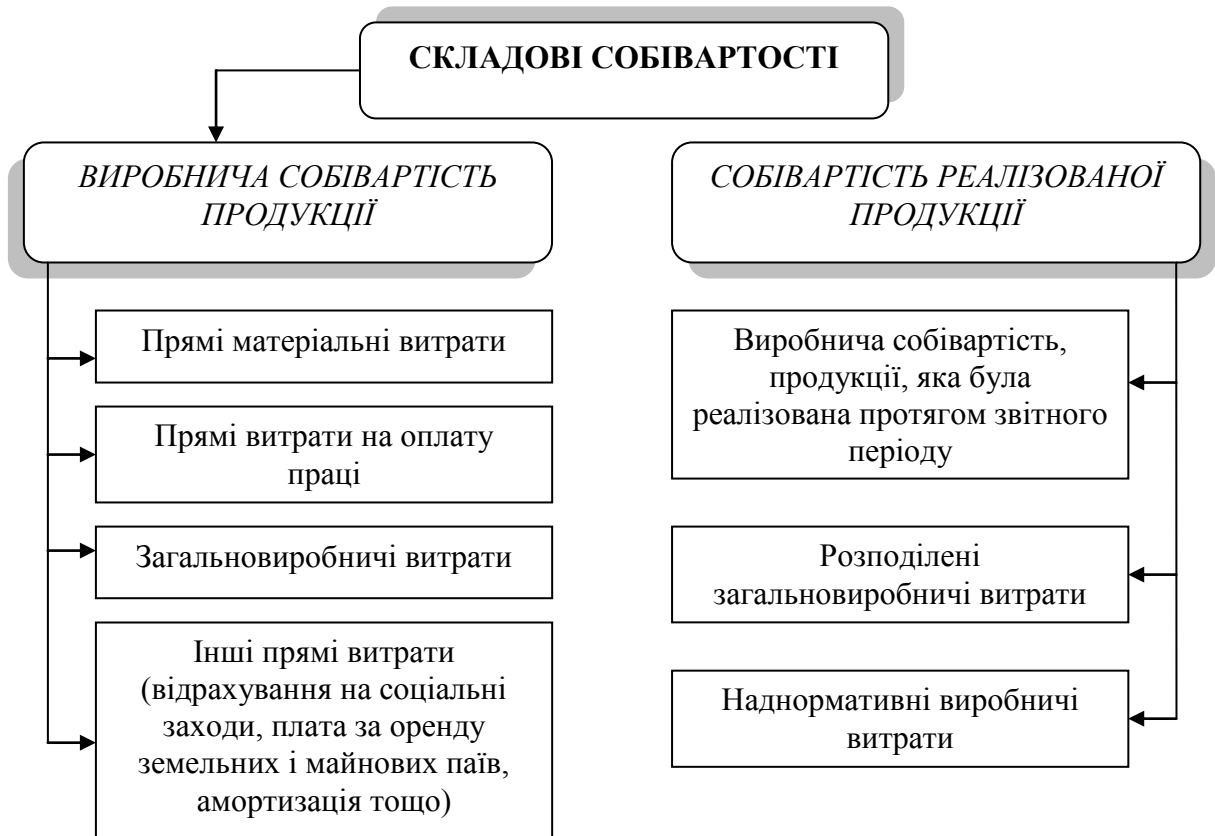 СКЛАДОВІ СОБІВАРТОСТІ
ВИРОБНИЧА СОБІВАРТІСТЬ
ПРОДУКЦІЇ
Прямі матеріальні витрати
Прямі витрати на оплату
праці
Загальновиробничі витрати
Інші прямі витрати
(відрахування на соціальні
заходи, плата за оренду
земельних і майнових паїв,
амортизація тощо)
СОБІВАРТІСТЬ РЕАЛІЗОВАНОЇ
ПРОДУКЦІЇ
Виробнича собівартість,
продукції, яка була
реалізована протягом звітного
періоду
Розподілені
загальновиробничі витрати
Наднормативні виробничі
витрати